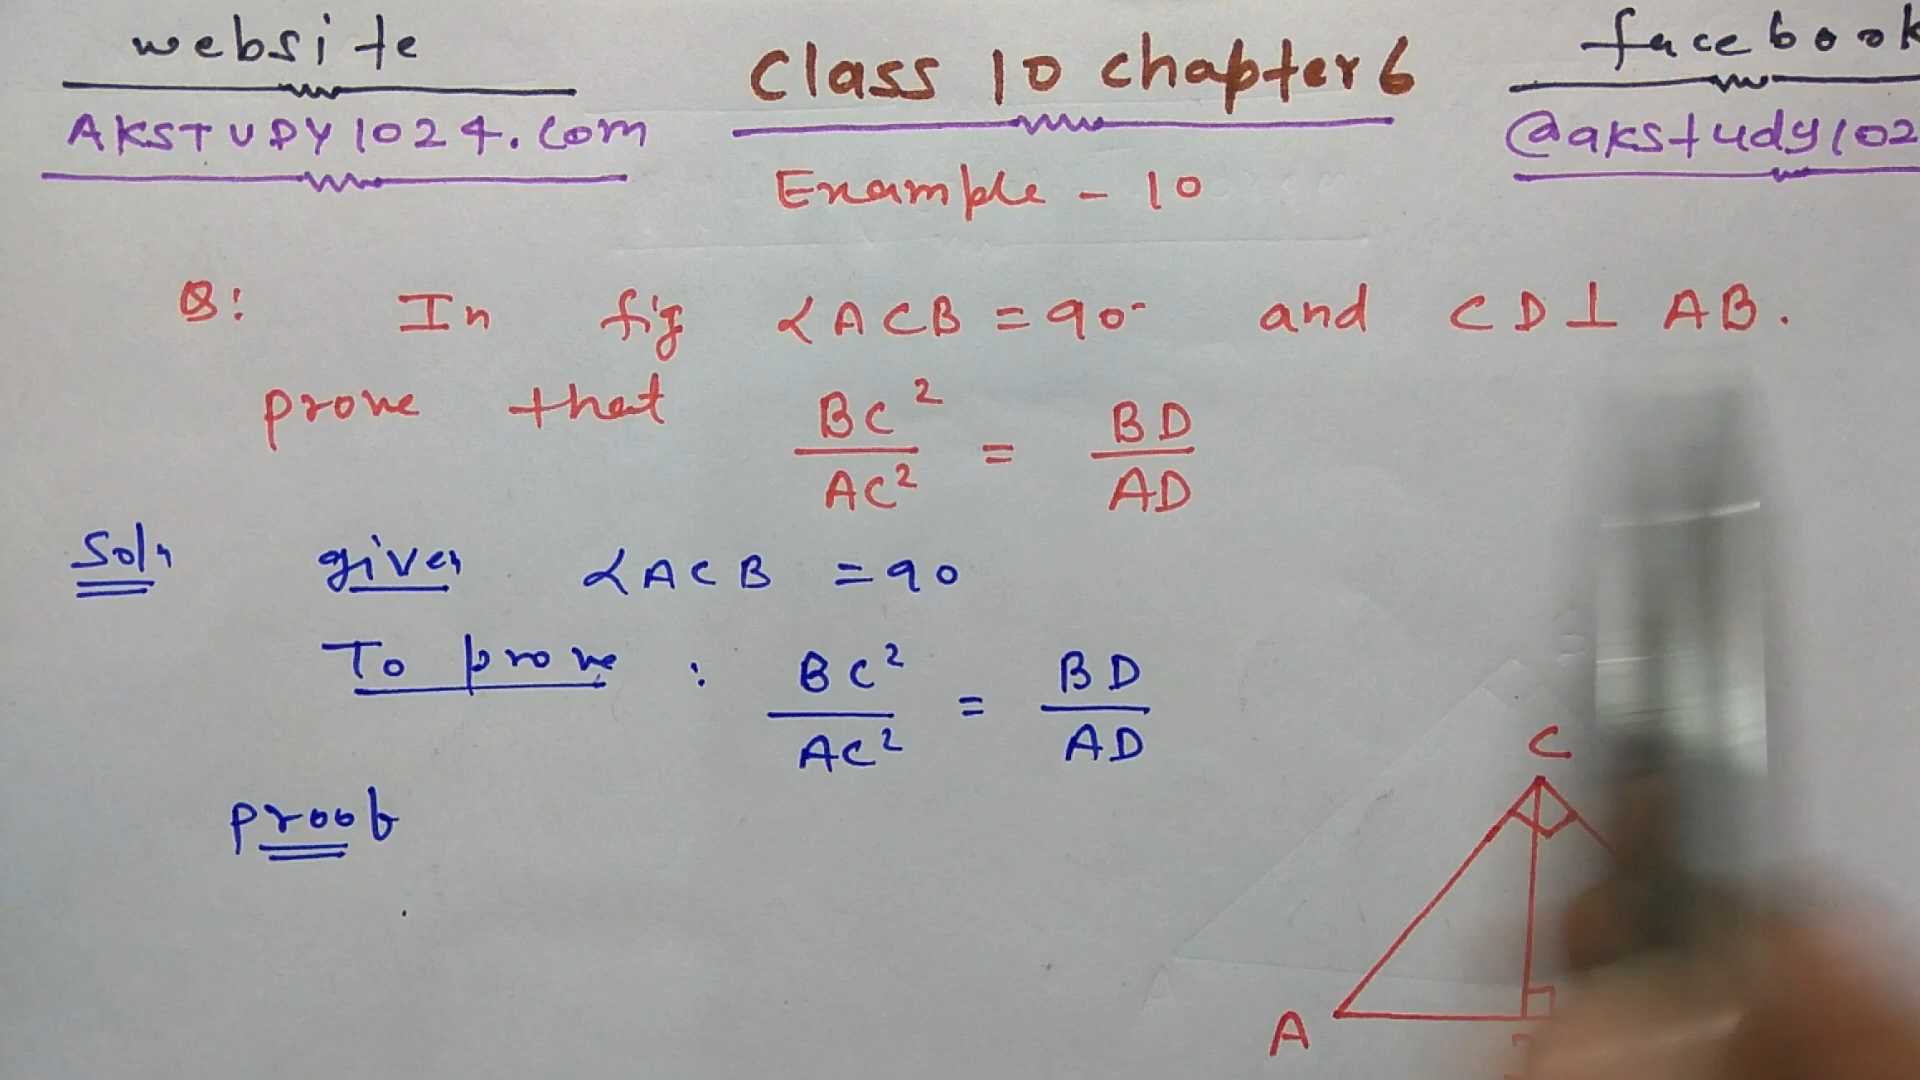 website
AKSTUDY1024.com
Class 10 chapter 6
Example - 10
facebook
@akstudy102
Q: In fig ∠ACB = 90° and CD ⊥ AB.
prove that BC²/AC² = BD/AD
Soln given ∠ACB = 90
To prove : BC²/AC² = BD/AD
proof
C
A